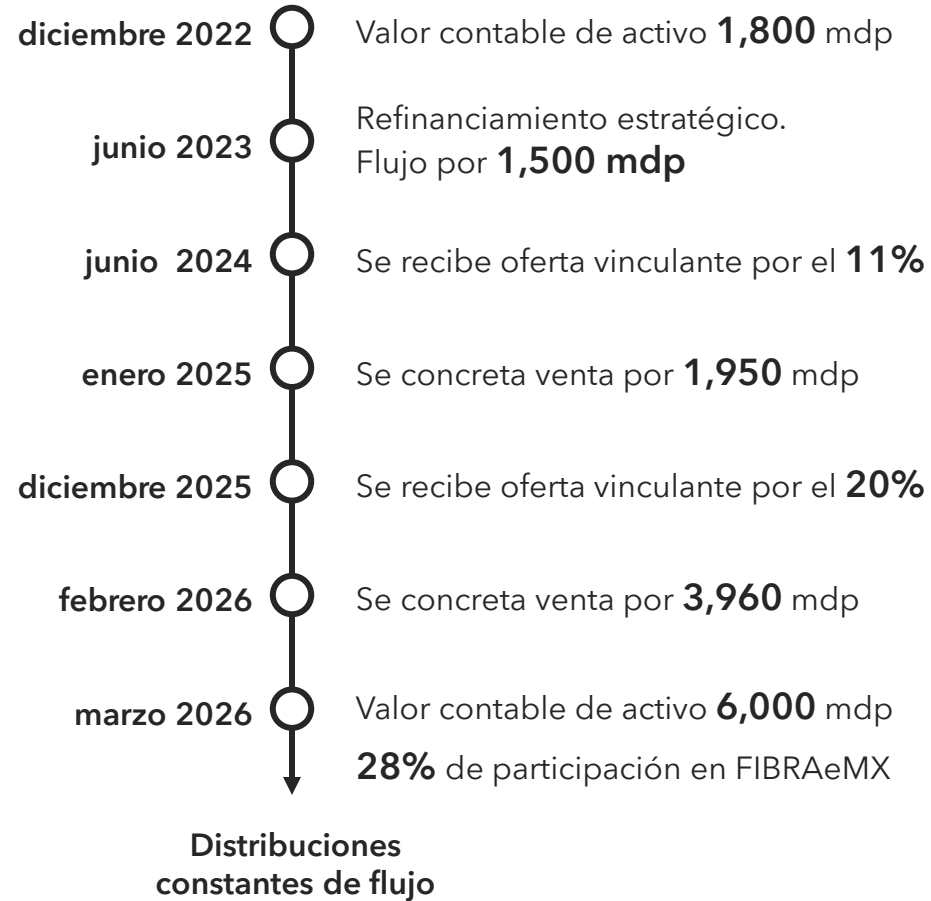 diciembre 2022 Valor contable de activo 1,800 mdp
junio 2023 Refinanciamiento estratégico.
Flujo por 1,500 mdp
junio 2024 Se recibe oferta vinculante por el 11%
enero 2025 Se concreta venta por 1,950 mdp
diciembre 2025 Se recibe oferta vinculante por el 20%
febrero 2026 Se concreta venta por 3,960 mdp
marzo 2026 Valor contable de activo 6,000 mdp
28% de participación en FIBRAeMX
Distribuciones
constantes de flujo